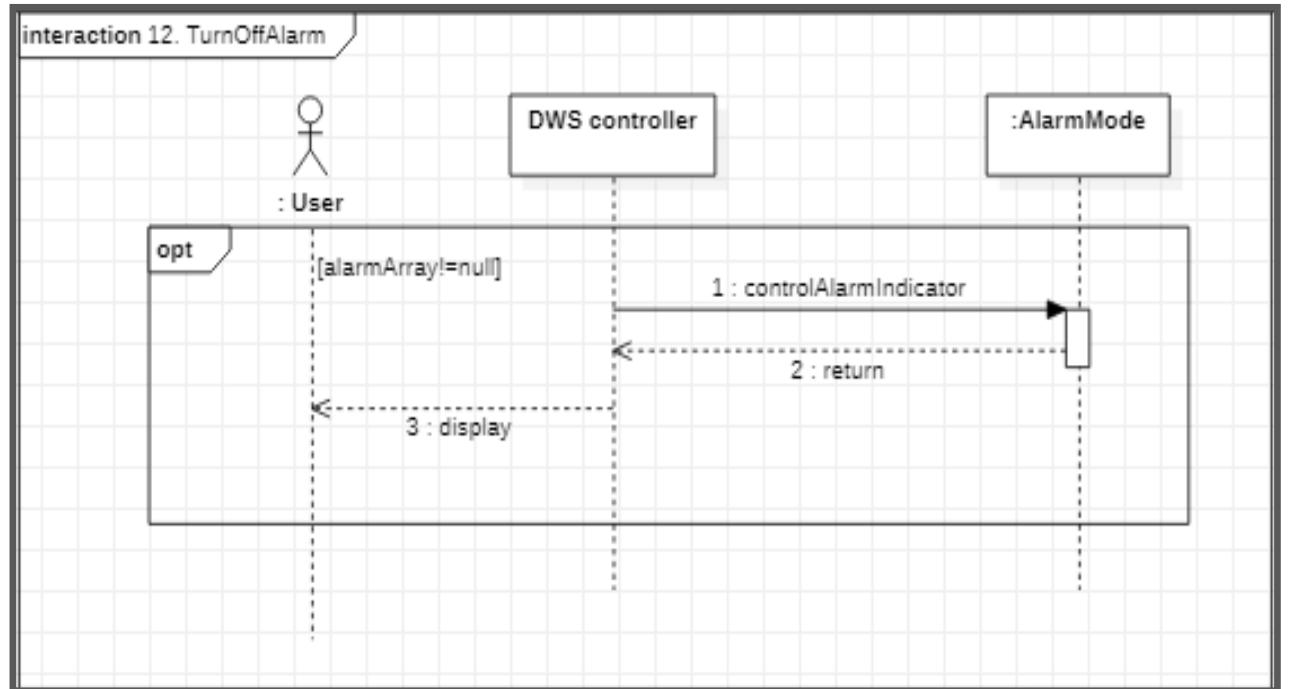 interaction 12. TurnOffAlarm
DWS controller
:AlarmMode
: User
opt
[alarmArray!=null]
1 : controlAlarmIndicator
2 : return
3 : display